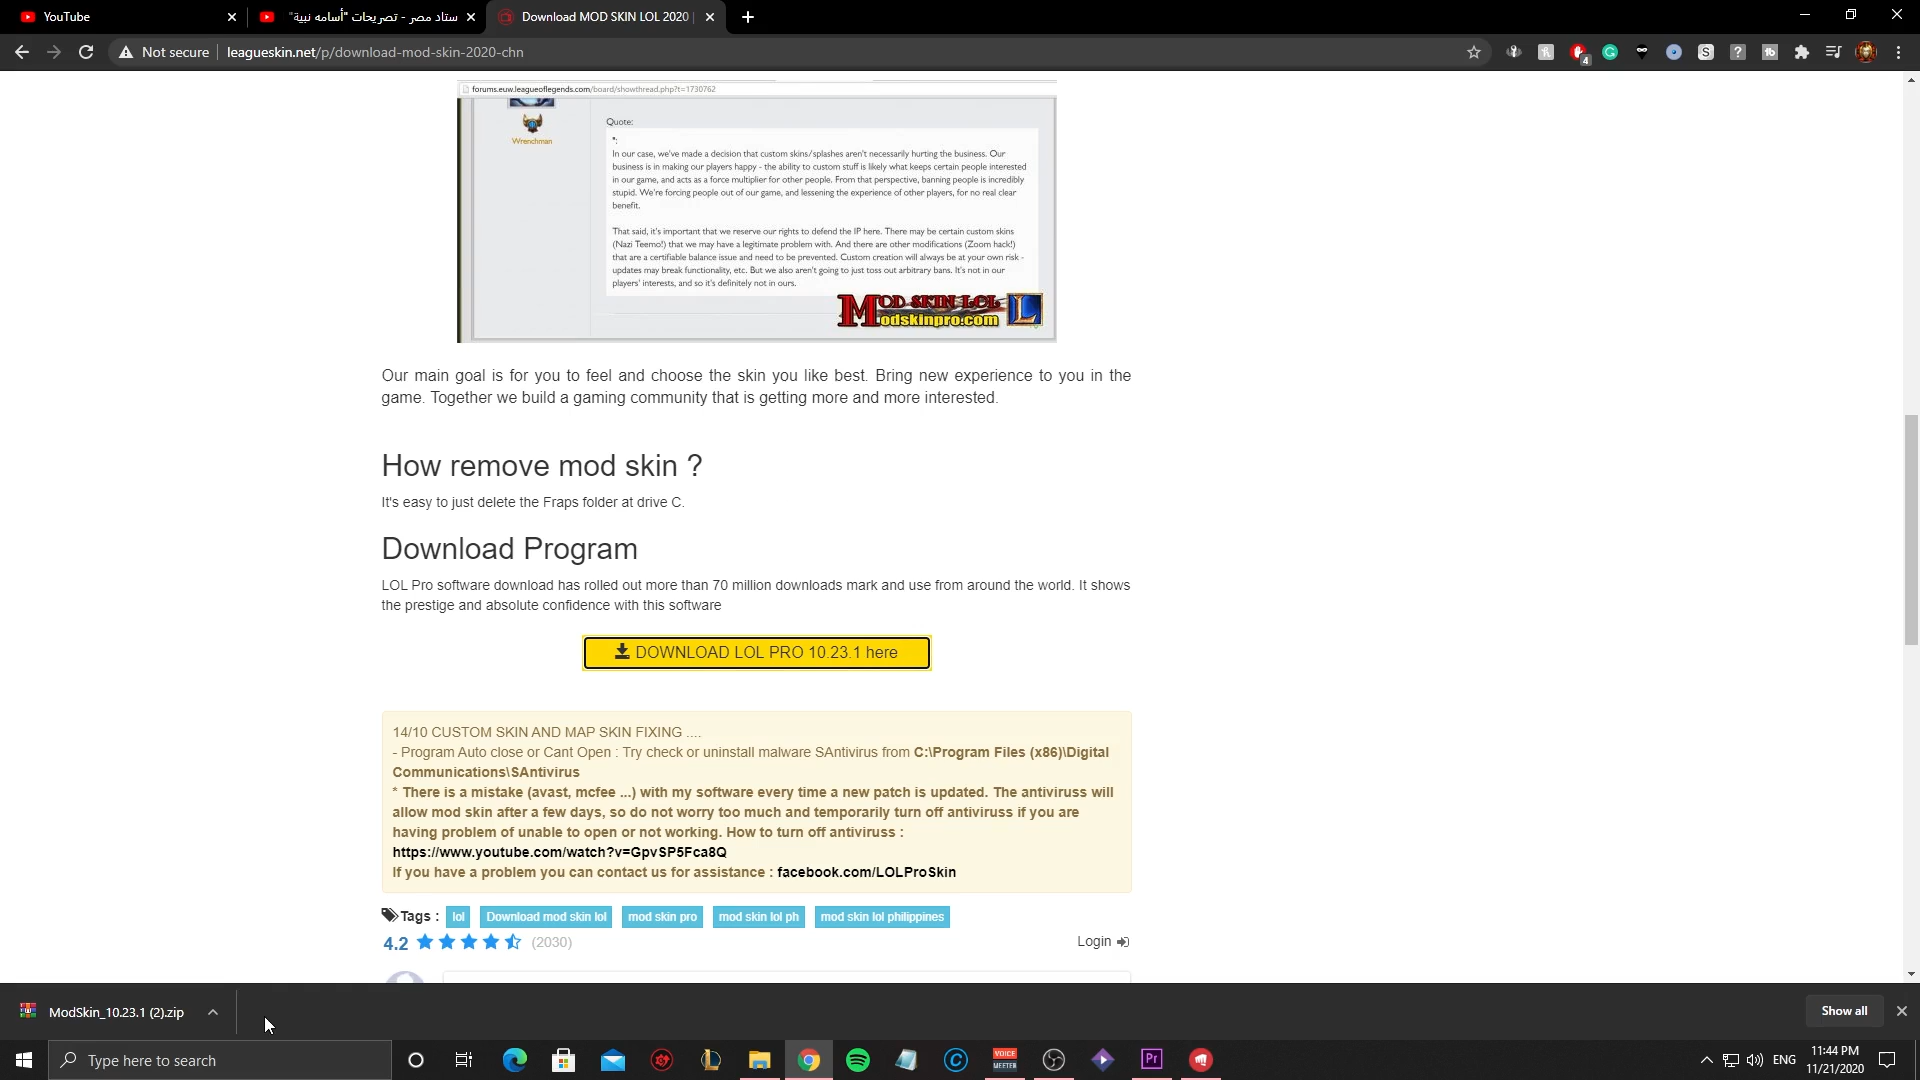 YouTube
ستاد مصر - تصريحات "أسامه نبية"
Download MOD SKIN LOL 2020
Not secure
leagueskin.net/p/download-mod-skin-2020-chn
4
forums.euw.leagueoflegends.com/board/showthread.php?t=1730762
Wrenchman
Quote:
*:
In our case, we've made a decision that custom skins/splashes aren't necessarily hurting the business. Our
business is in making our players happy - the ability to custom stuff is likely what keeps certain people interested
in our game, and acts as a force multiplier for other people. From that perspective, banning people is incredibly
stupid. We're forcing people out of our game, and lessening the experience of other players, for no real clear
benefit.
That said, it's important that we reserve our rights to defend the IP here. There may be certain custom skins
(Nazi Teemo!) that we may have a legitimate problem with. And there are other modifications (Zoom hack!)
that are a certifiable balance issue and need to be prevented. Custom creation will always be at your own risk -
updates may break functionality, etc. But we also aren't going to just toss out arbitrary bans. It's not in our
players' interests, and so it's definitely not in ours.
MOD SKIN LOL
Modskinpro.com
L
Our main goal is for you to feel and choose the skin you like best. Bring new experience to you in the
game. Together we build a gaming community that is getting more and more interested.
How remove mod skin ?
It's easy to just delete the Fraps folder at drive C.
Download Program
LOL Pro software download has rolled out more than 70 million downloads mark and use from around the world. It shows
the prestige and absolute confidence with this software
DOWNLOAD LOL PRO 10.23.1 here
14/10 CUSTOM SKIN AND MAP SKIN FIXING ....
- Program Auto close or Cant Open : Try check or uninstall malware SAntivirus from C:\Program Files (x86)\Digital
Communications\SAntivirus
* There is a mistake (avast, mcfee ...) with my software every time a new patch is updated. The antiviruss will
allow mod skin after a few days, so do not worry too much and temporarily turn off antiviruss if you are
having problem of unable to open or not working. How to turn off antiviruss :
https://www.youtube.com/watch?v=GpvSP5Fca8Q
If you have a problem you can contact us for assistance : facebook.com/LOLProSkin
Tags : lol Download mod skin lol mod skin pro mod skin lol ph mod skin lol philippines
4.2 (2030)
Login
ModSkin_10.23.1 (2).zip
Show all
Type here to search
VOICE
MEETER
Pr
ENG
11:44 PM
11/21/2020